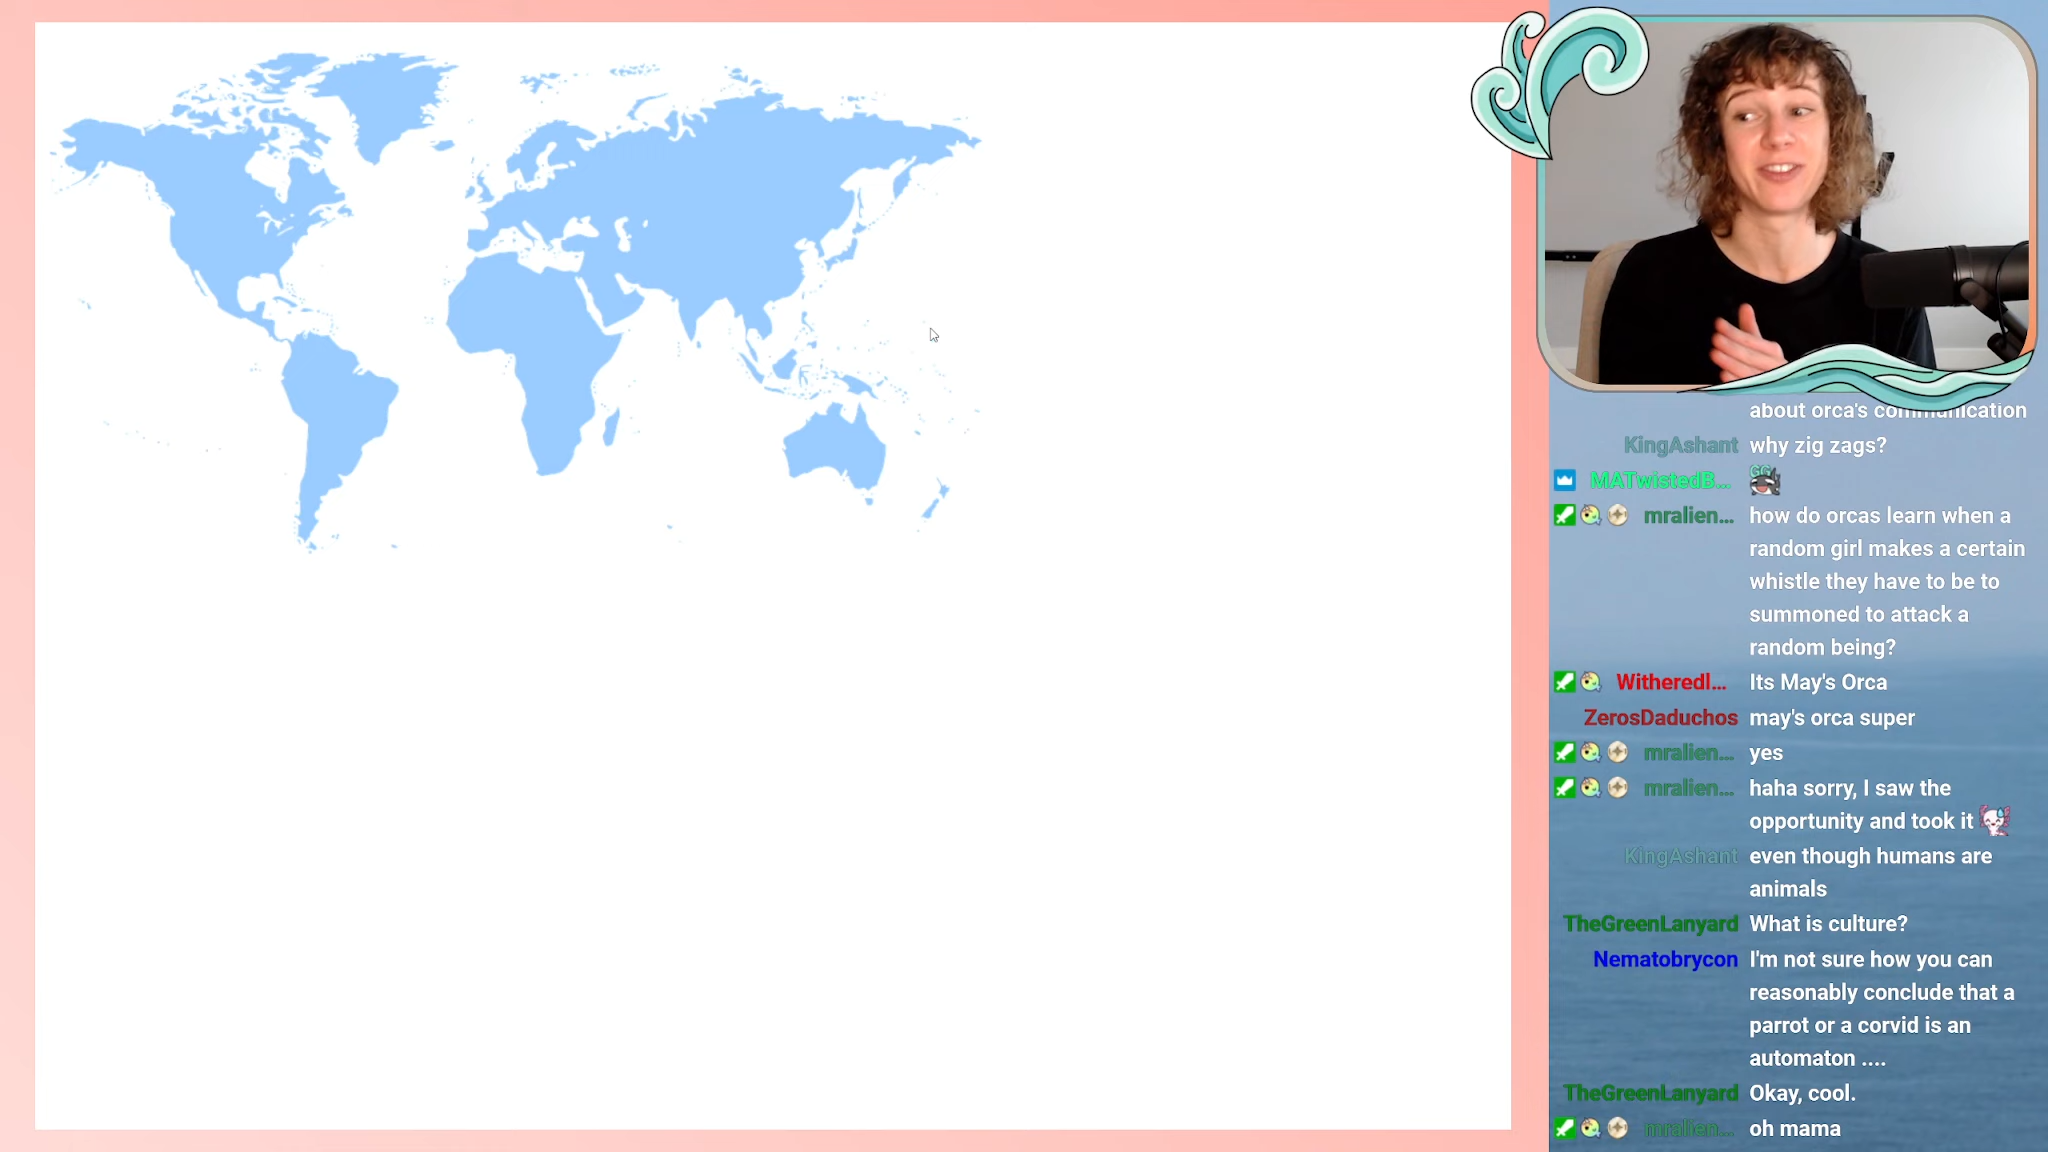 about orca's communication
KingAshant why zig zags?
MATwistedB...
GG
mralien... how do orcas learn when a
random girl makes a certain
whistle they have to be to
summoned to attack a
random being?
Witheredl... Its May's Orca
ZerosDaduchos may's orca super
mralien... yes
mralien... haha sorry, I saw the
opportunity and took it
KingAshant even though humans are
animals
TheGreenLanyard What is culture?
Nematobrycon I'm not sure how you can
reasonably conclude that a
parrot or a corvid is an
automaton ....
TheGreenLanyard Okay, cool.
mralien... oh mama